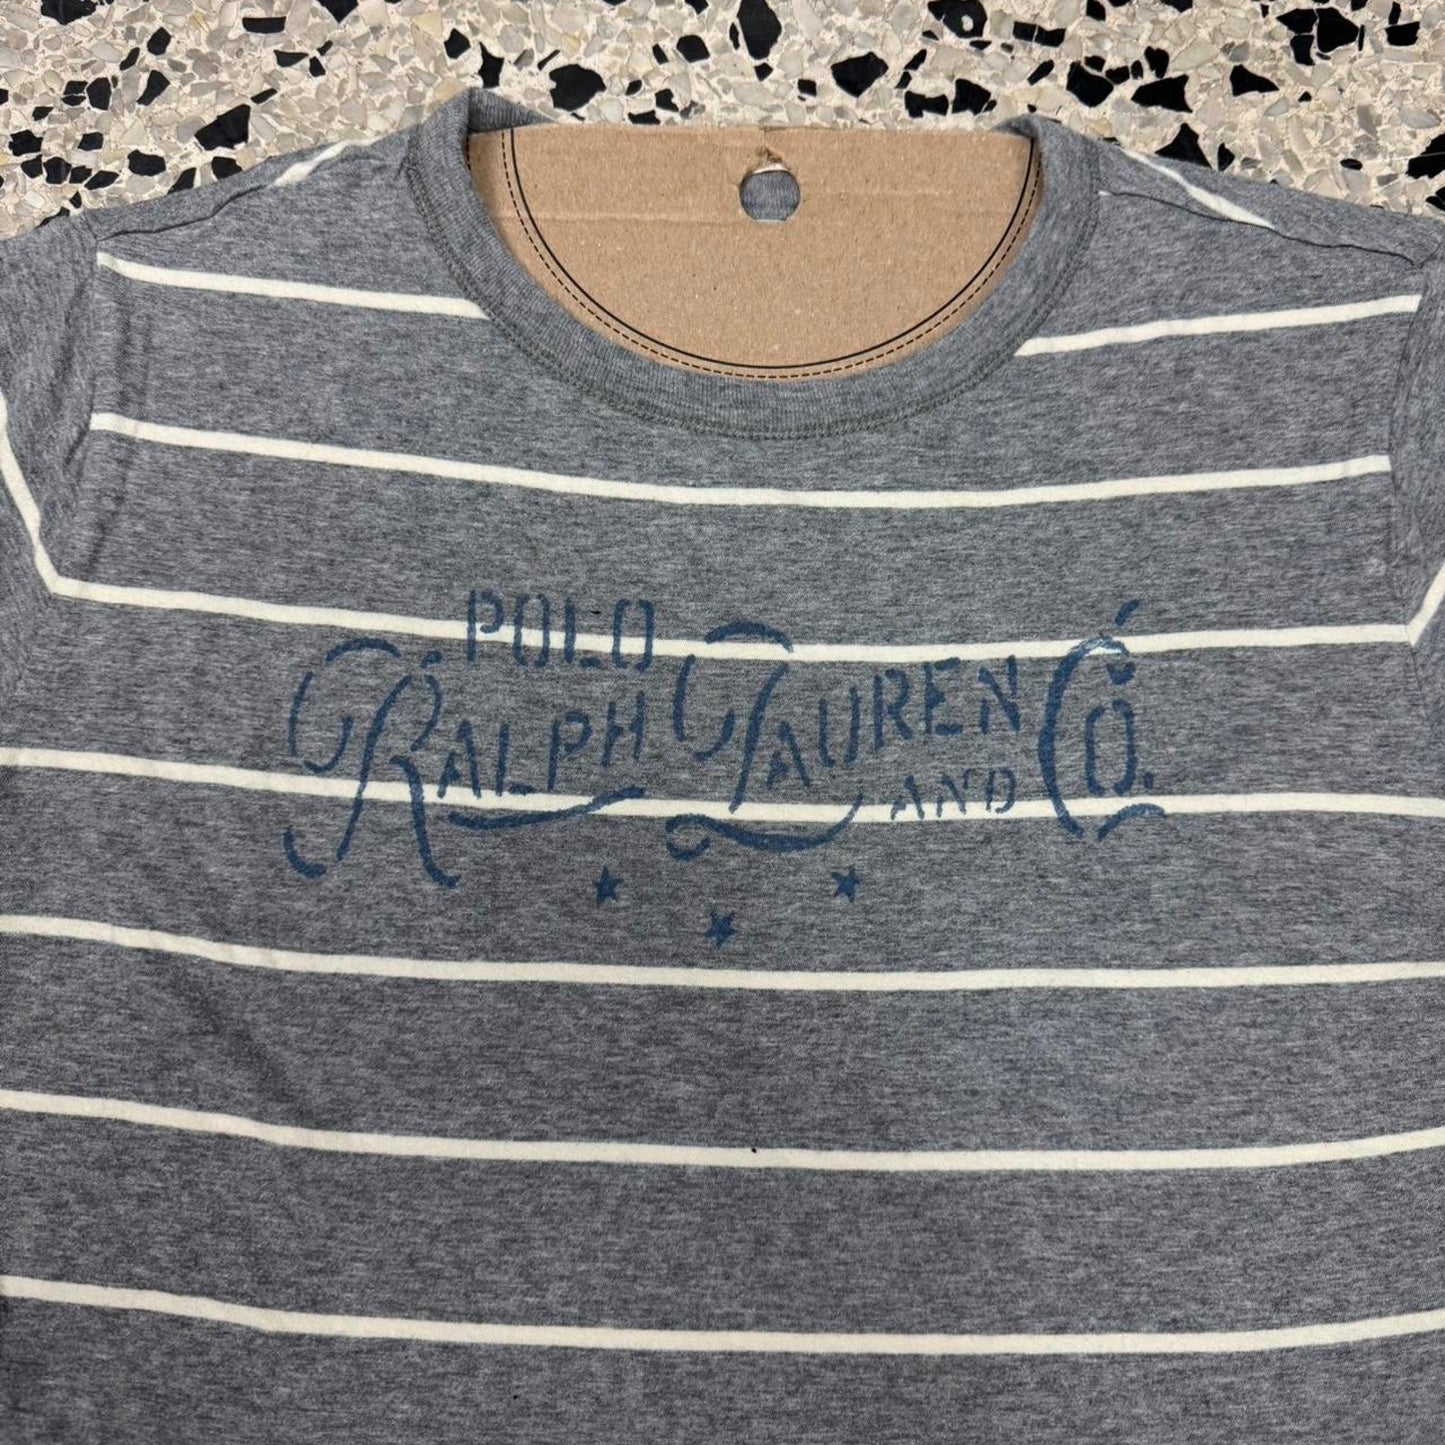 POLO
RALPH LAUREN
AND CO.